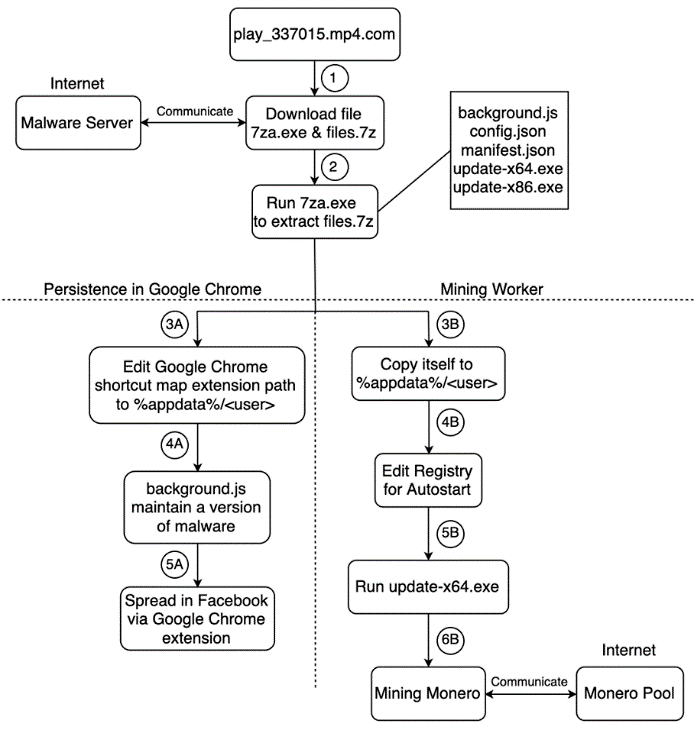 play_337015.mp4.com
1
Internet
Malware Server
Communicate
Download file
7za.exe & files.7z
2
background.js
config.json
manifest.json
update-x64.exe
update-x86.exe
Run 7za.exe
to extract files.7z
Persistence in Google Chrome
Mining Worker
3A
Edit Google Chrome
shortcut map extension path
to %appdata%/<user>
4A
background.js
maintain a version
of malware
5A
Spread in Facebook
via Google Chrome
extension
3B
Copy itself to
%appdata%/<user>
4B
Edit Registry
for Autostart
5B
Run update-x64.exe
6B
Mining Monero
Communicate
Internet
Monero Pool